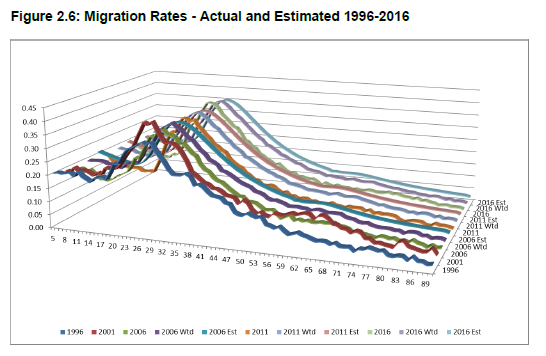 Figure 2.6: Migration Rates - Actual and Estimated 1996-2016
0.45
0.40
0.35
0.30
0.25
0.20
0.15
0.10
0.05
0.00
5 8 11 14 17 20 23 26 29 32 35 38 41 44 47 50 53 56 59 62 65 68 71 74 77 80 83 86 89
2016 Est
2016 Wtd
2016
2011 Est
2011 Wtd
2011
2006 Est
2006 Wtd
2006
2001
1996
1996 2001 2006 2006 Wtd 2006 Est 2011 2011 Wtd 2011 Est 2016 2016 Wtd 2016 Est